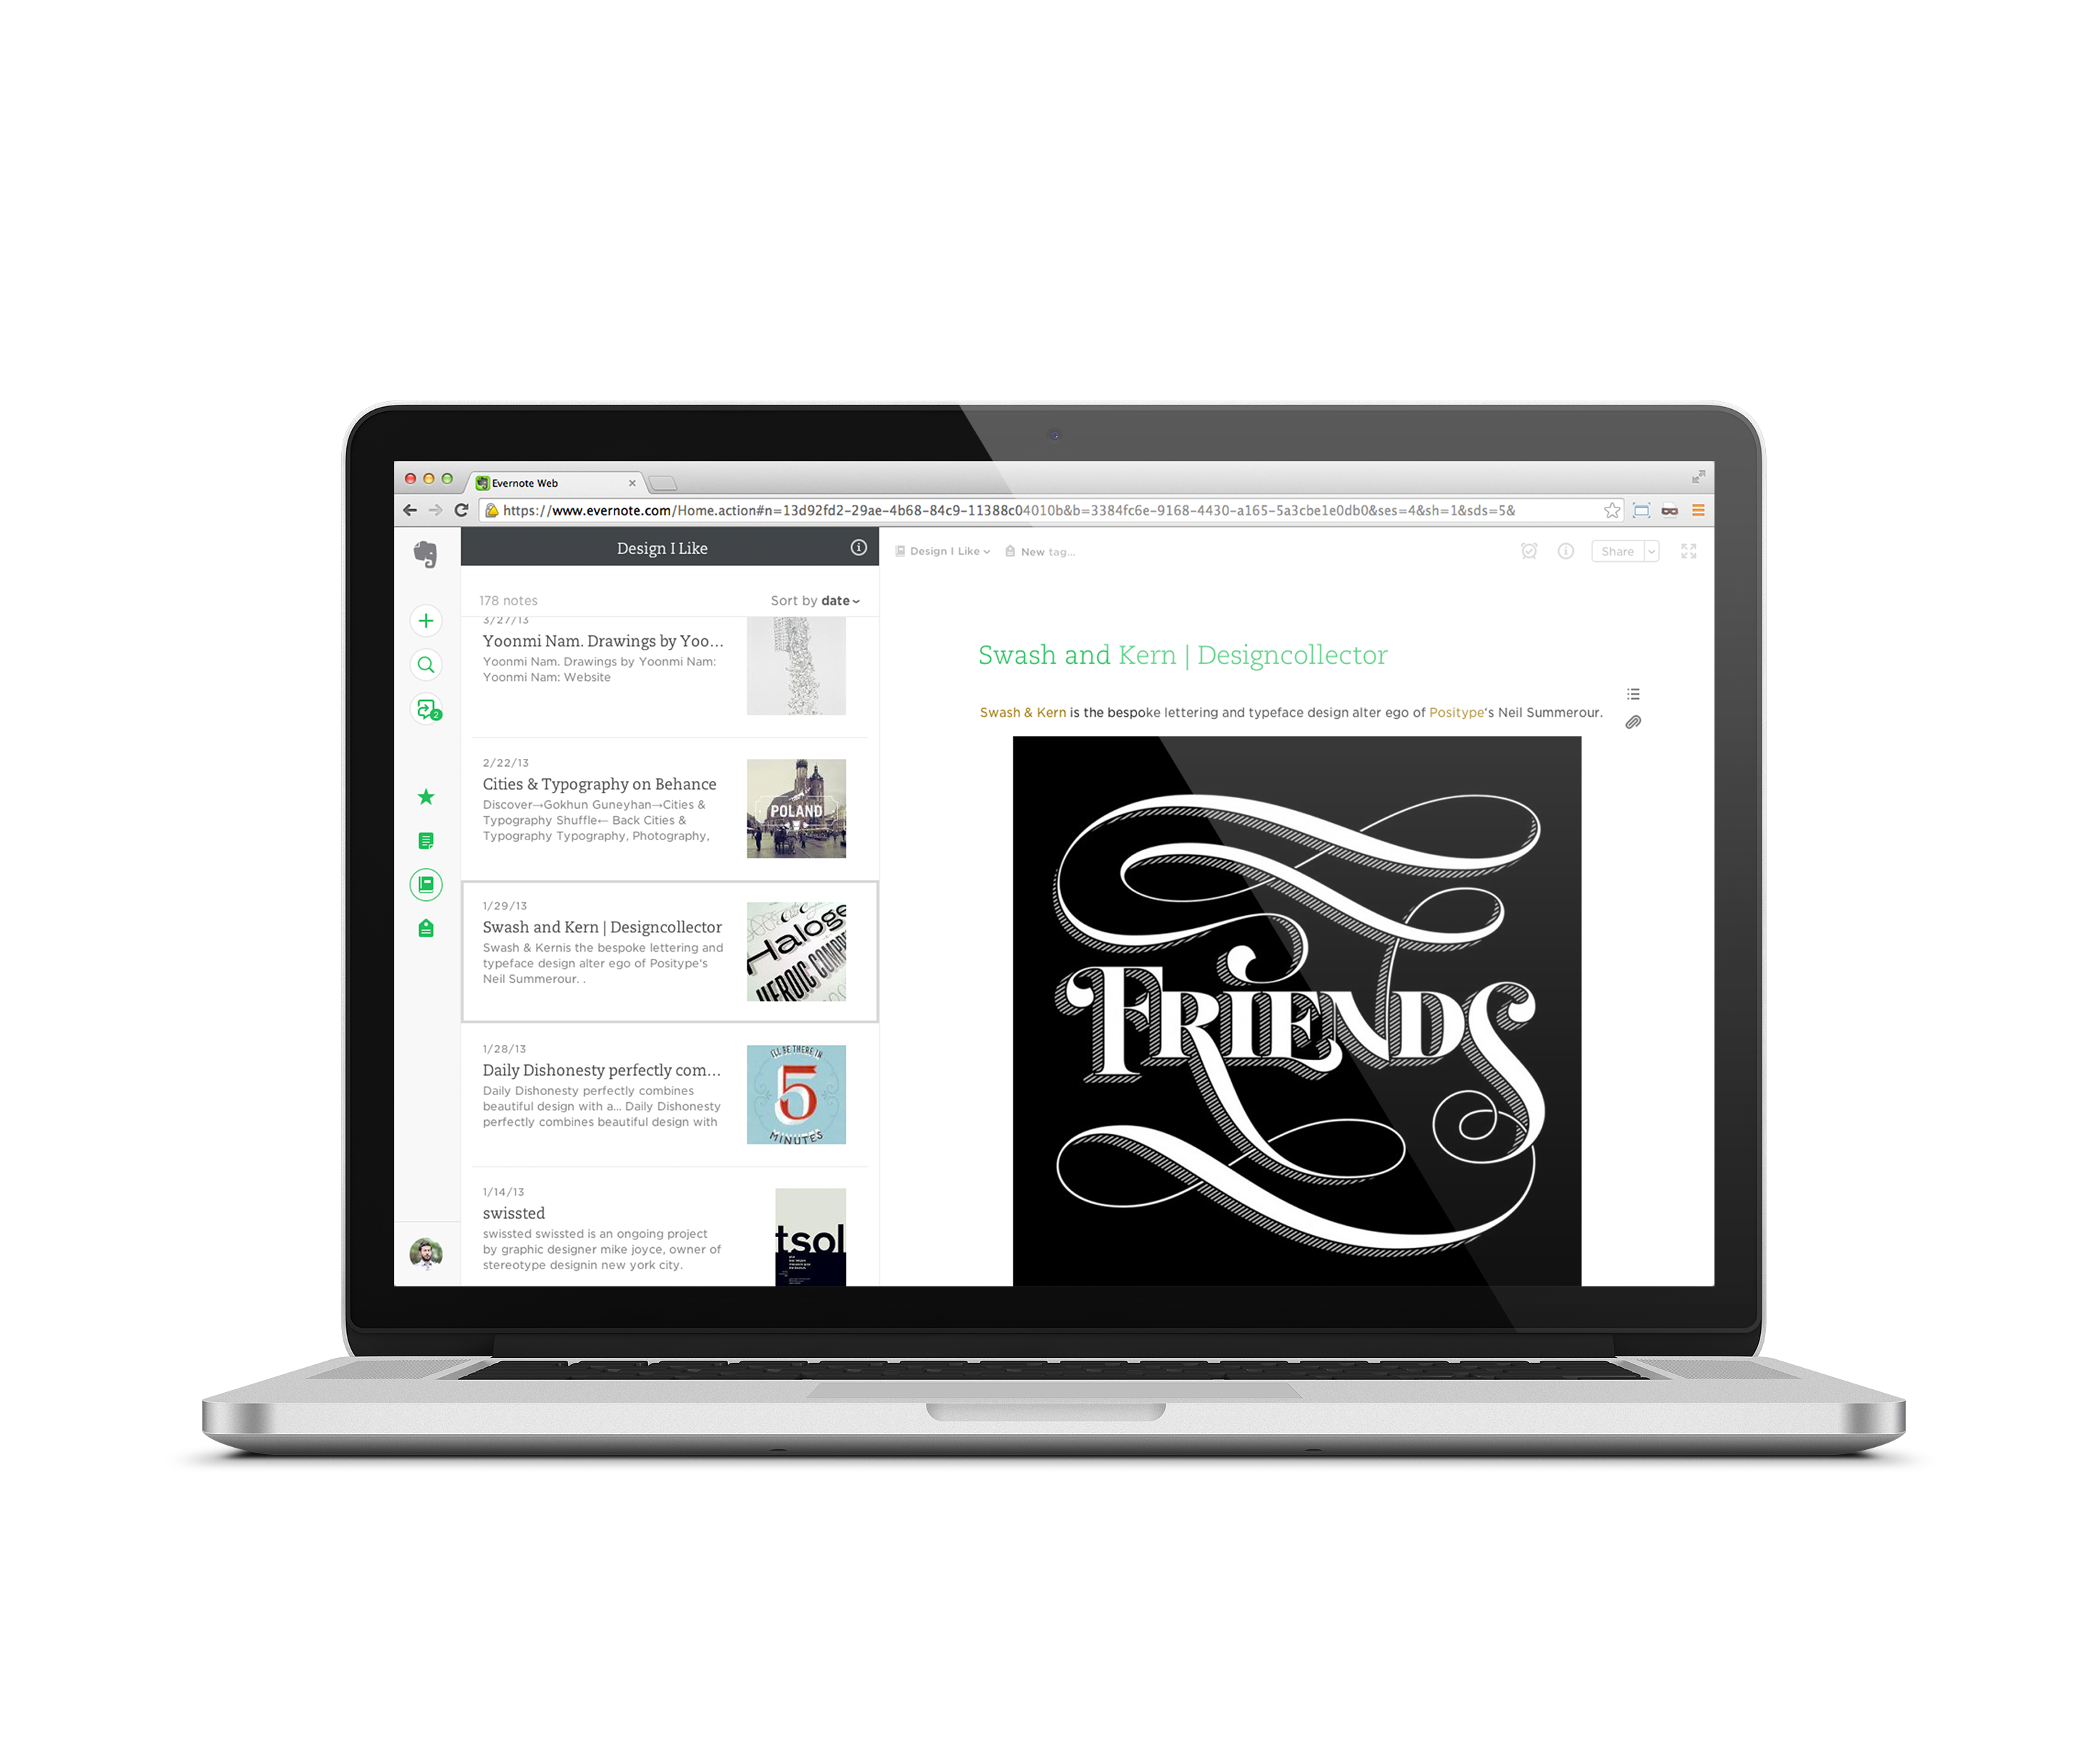 Evernote Web
https://www.evernote.com/Home.action#n=13d92fd2-29ae-4b68-84c9-11388c04010b&b=3384fc6e-9168-4430-a165-5a3cbe1e0db0&ses=4&sh=1&sds=5&
Design I Like
178 notes
Sort by date
2
3/27/13
Yoonmi Nam. Drawings by Yoo...
Yoonmi Nam. Drawings by Yoonmi Nam:
Yoonmi Nam: Website
2/22/13
Cities & Typography on Behance
Discover→Gokhun Guneyhan→Cities &
Typography Shuffle← Back Cities &
Typography Typography, Photography,
POLAND
1/29/13
Swash and Kern | Designcollector
Swash & Kernis the bespoke lettering and
typeface design alter ego of Positype's
Neil Summerour. .
Haloge
HEROIC COMPE
1/28/13
Daily Dishonesty perfectly com...
Daily Dishonesty perfectly combines
beautiful design with a... Daily Dishonesty
perfectly combines beautiful design with
I'LL BE THERE IN
5
MINUTES
1/14/13
swissted
swissted swissted is an ongoing project
by graphic designer mike joyce, owner of
stereotype designin new york city.
tsol
Design I Like
New tag...
Share
Swash and Kern | Designcollector
Swash & Kern is the bespoke lettering and typeface design alter ego of Positype's Neil Summerour.
FRIENDS